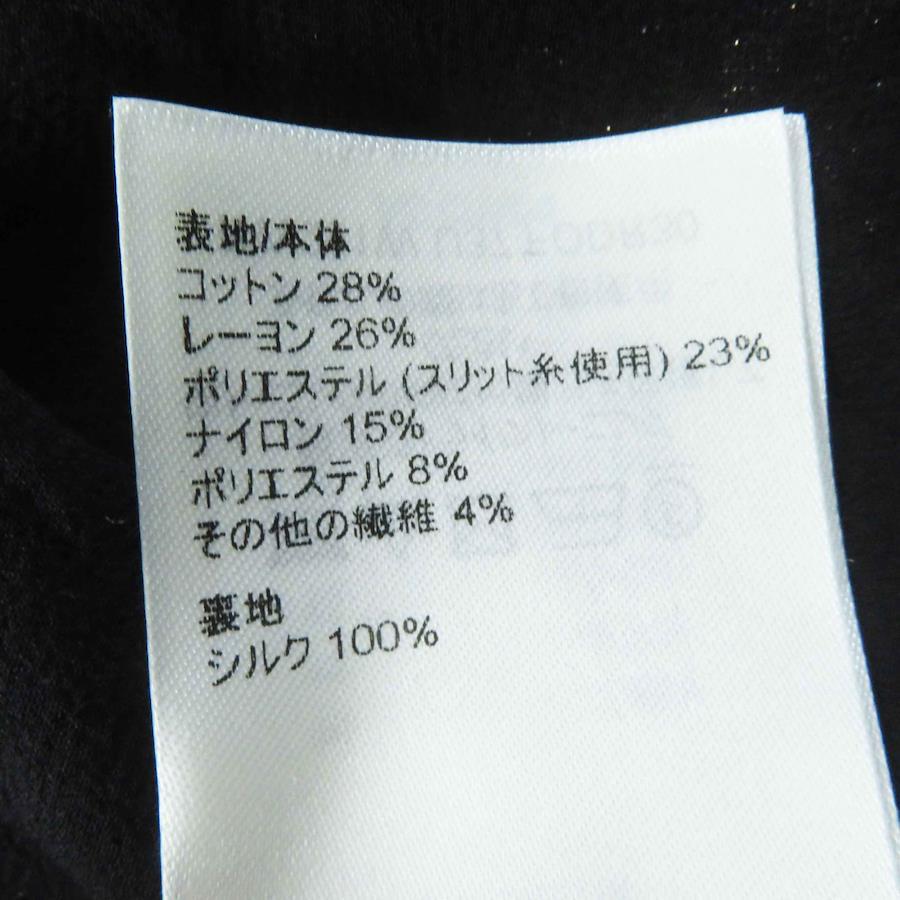 表地/本体
コットン 28%
レーヨン 26%
ポリエステル (スリット糸使用) 23%
ナイロン 15%
ポリエステル 8%
その他の繊維 4%
裏地
シルク 100%